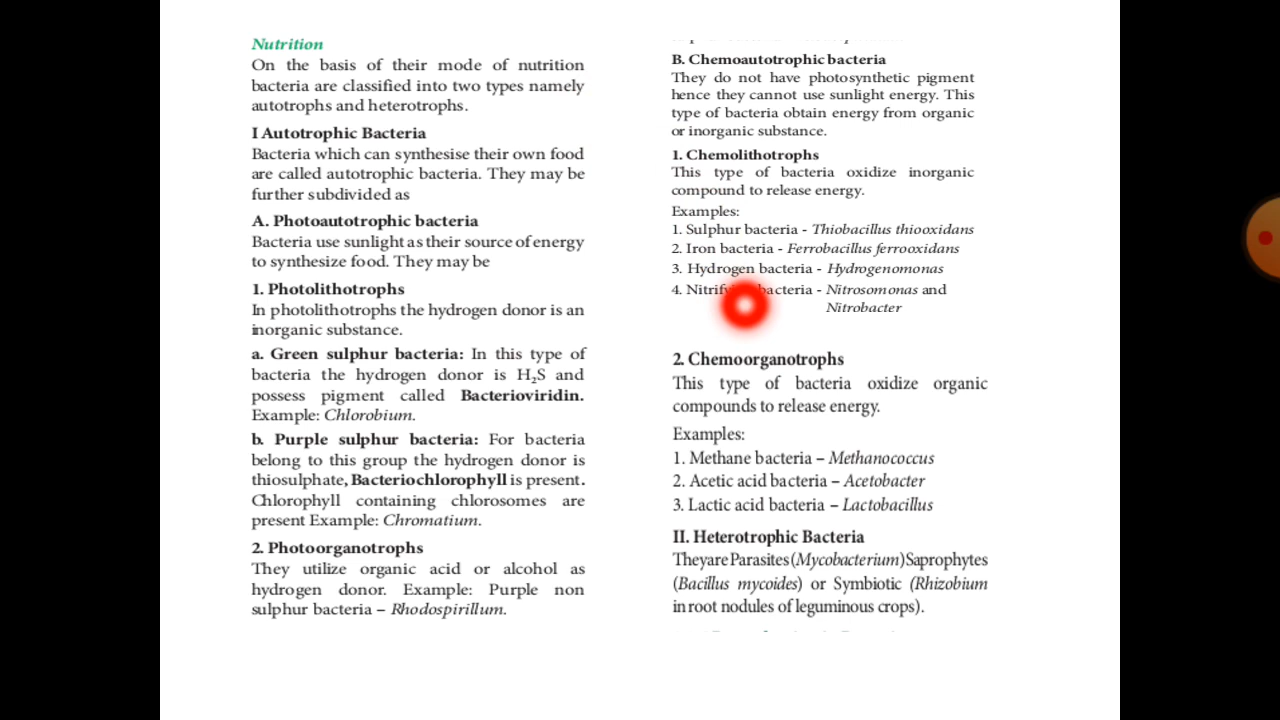 Nutrition
On the basis of their mode of nutrition
bacteria are classified into two types namely
autotrophs and heterotrophs.
I Autotrophic Bacteria
Bacteria which can synthesise their own food
are called autotrophic bacteria. They may be
further subdivided as
A. Photoautotrophic bacteria
Bacteria use sunlight as their source of energy
to synthesize food. They may be
1. Photolithotrophs
In photolithotrophs the hydrogen donor is an
inorganic substance.
a. Green sulphur bacteria: In this type of
bacteria the hydrogen donor is H₂S and
possess pigment called Bacterioviridin.
Example: Chlorobium.
b. Purple sulphur bacteria: For bacteria
belong to this group the hydrogen donor is
thiosulphate, Bacteriochlorophyll is present.
Chlorophyll containing chlorosomes are
present Example: Chromatium.
2. Photoorganotrophs
They utilize organic acid or alcohol as
hydrogen donor. Example: Purple non
sulphur bacteria – Rhodospirillum.
B. Chemoautotrophic bacteria
They do not have photosynthetic pigment
hence they cannot use sunlight energy. This
type of bacteria obtain energy from organic
or inorganic substance.
1. Chemolithotrophs
This type of bacteria oxidize inorganic
compound to release energy.
Examples:
1. Sulphur bacteria - Thiobacillus thiooxidans
2. Iron bacteria - Ferrobacillus ferrooxidans
3. Hydrogen bacteria - Hydrogenomonas
4. bacteria - Nitrosomonas and
Nitrobacter
2. Chemoorganotrophs
This type of bacteria oxidize organic
compounds to release energy.
Examples:
1. Methane bacteria – Methanococcus
2. Acetic acid bacteria – Acetobacter
3. Lactic acid bacteria – Lactobacillus
II. Heterotrophic Bacteria
They are Parasites (Mycobacterium) Saprophytes
(Bacillus mycoides) or Symbiotic (Rhizobium
in root nodules of leguminous crops).